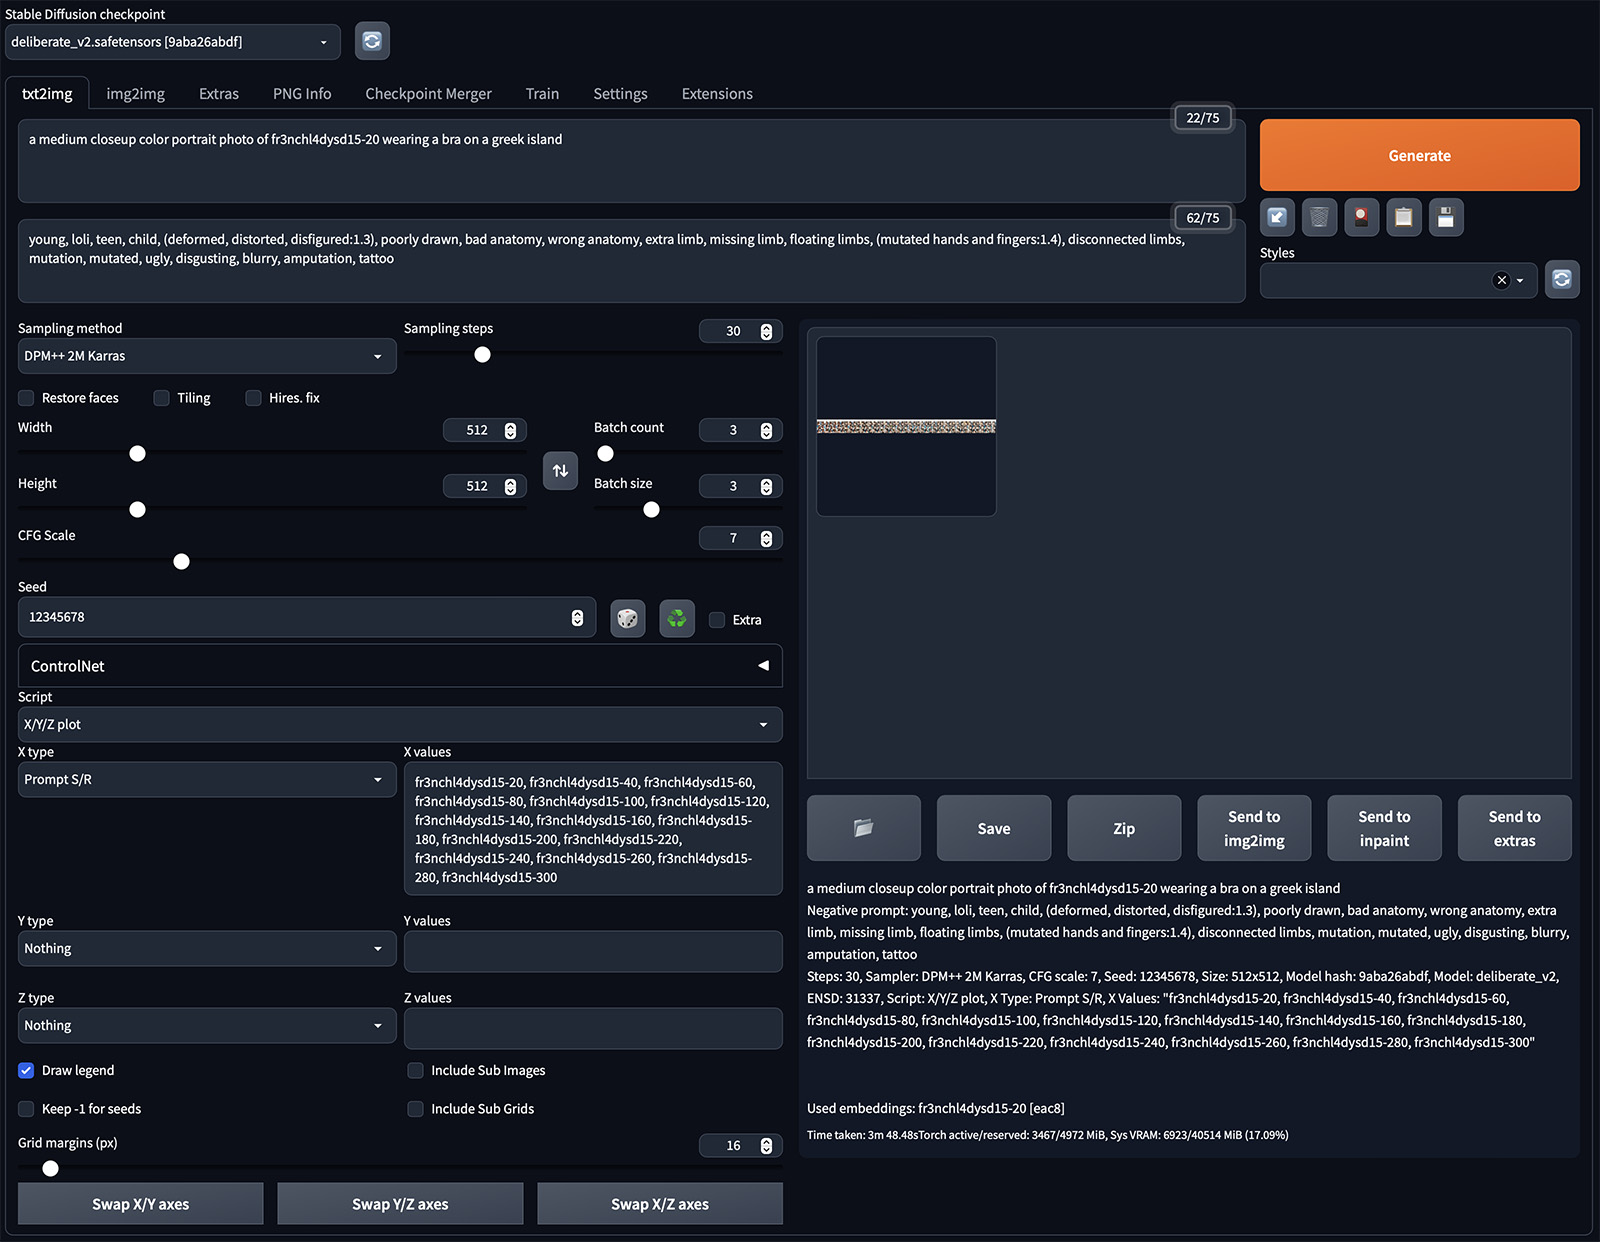 Stable Diffusion checkpoint
deliberate_v2.safetensors [9aba26abdf]
txt2img
img2img
Extras
PNG Info
Checkpoint Merger
Train
Settings
Extensions
22/75
a medium closeup color portrait photo of fr3nchl4dysd15-20 wearing a bra on a greek island
Generate
62/75
young, loli, teen, child, (deformed, distorted, disfigured:1.3), poorly drawn, bad anatomy, wrong anatomy, extra limb, missing limb, floating limbs, (mutated hands and fingers:1.4), disconnected limbs,
mutation, mutated, ugly, disgusting, blurry, amputation, tattoo
Styles
Sampling method
DPM++ 2M Karras
Sampling steps
30
Restore faces
Tiling
Hires. fix
Width
512
Batch count
3
Height
512
Batch size
3
CFG Scale
7
Seed
12345678
Extra
ControlNet
Script
X/Y/Z plot
X type
Prompt S/R
X values
fr3nchl4dysd15-20, fr3nchl4dysd15-40, fr3nchl4dysd15-60,
fr3nchl4dysd15-80, fr3nchl4dysd15-100, fr3nchl4dysd15-120,
fr3nchl4dysd15-140, fr3nchl4dysd15-160, fr3nchl4dysd15-
180, fr3nchl4dysd15-200, fr3nchl4dysd15-220,
fr3nchl4dysd15-240, fr3nchl4dysd15-260, fr3nchl4dysd15-
280, fr3nchl4dysd15-300
Y type
Nothing
Y values
Z type
Nothing
Z values
Draw legend
Include Sub Images
Keep -1 for seeds
Include Sub Grids
Grid margins (px)
16
Swap X/Y axes
Swap Y/Z axes
Swap X/Z axes
Save
Zip
Send to
img2img
Send to
inpaint
Send to
extras
a medium closeup color portrait photo of fr3nchl4dysd15-20 wearing a bra on a greek island
Negative prompt: young, loli, teen, child, (deformed, distorted, disfigured:1.3), poorly drawn, bad anatomy, wrong anatomy, extra
limb, missing limb, floating limbs, (mutated hands and fingers:1.4), disconnected limbs, mutation, mutated, ugly, disgusting, blurry,
amputation, tattoo
Steps: 30, Sampler: DPM++ 2M Karras, CFG scale: 7, Seed: 12345678, Size: 512x512, Model hash: 9aba26abdf, Model: deliberate_v2,
ENSD: 31337, Script: X/Y/Z plot, X Type: Prompt S/R, X Values: "fr3nchl4dysd15-20, fr3nchl4dysd15-40, fr3nchl4dysd15-60,
fr3nchl4dysd15-80, fr3nchl4dysd15-100, fr3nchl4dysd15-120, fr3nchl4dysd15-140, fr3nchl4dysd15-160, fr3nchl4dysd15-180,
fr3nchl4dysd15-200, fr3nchl4dysd15-220, fr3nchl4dysd15-240, fr3nchl4dysd15-260, fr3nchl4dysd15-280, fr3nchl4dysd15-300"
Used embeddings: fr3nchl4dysd15-20 [eac8]
Time taken: 3m 48.48sTorch active/reserved: 3467/4972 MiB, Sys VRAM: 6923/40514 MiB (17.09%)